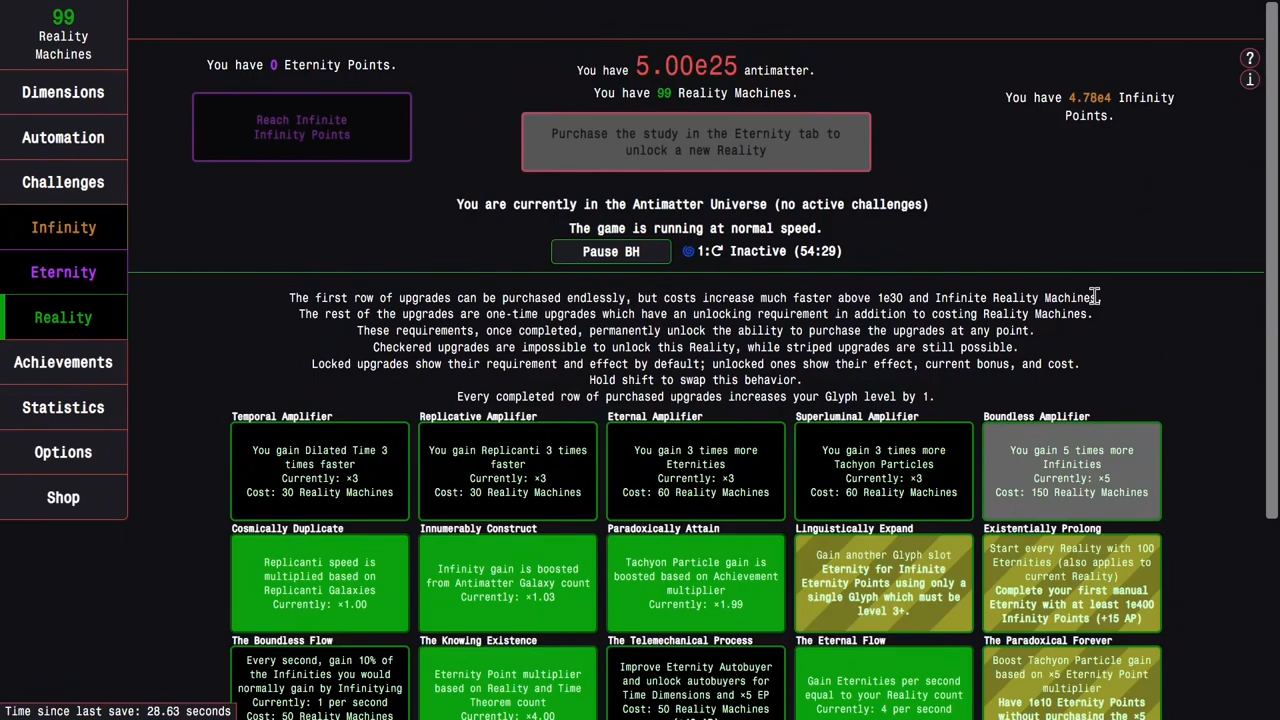 99
Reality
Machines
Dimensions
Automation
Challenges
Infinity
Eternity
Reality
Achievements
Statistics
Options
Shop
You have 0 Eternity Points.
Reach Infinite
Infinity Points
You have 5.00e25 antimatter.
You have 99 Reality Machines.
Purchase the study in the Eternity tab to
unlock a new Reality
You have 4.78e4 Infinity
Points.
?
i
You are currently in the Antimatter Universe (no active challenges)
The game is running at normal speed.
Pause BH
1: Inactive (54:29)
The first row of upgrades can be purchased endlessly, but costs increase much faster above 1e30 and Infinite Reality Machines.
The rest of the upgrades are one-time upgrades which have an unlocking requirement in addition to costing Reality Machines.
These requirements, once completed, permanently unlock the ability to purchase the upgrades at any point.
Checkered upgrades are impossible to unlock this Reality, while striped upgrades are still possible.
Locked upgrades show their requirement and effect by default; unlocked ones show their effect, current bonus, and cost.
Hold shift to swap this behavior.
Every completed row of purchased upgrades increases your Glyph level by 1.
Temporal Amplifier
You gain Dilated Time 3
times faster
Currently: ×3
Cost: 30 Reality Machines
Replicative Amplifier
You gain Replicanti 3 times
faster
Currently: ×3
Cost: 30 Reality Machines
Eternal Amplifier
You gain 3 times more
Eternities
Currently: ×3
Cost: 60 Reality Machines
Superluminal Amplifier
You gain 3 times more
Tachyon Particles
Currently: ×3
Cost: 60 Reality Machines
Boundless Amplifier
You gain 5 times more
Infinities
Currently: ×5
Cost: 150 Reality Machines
Cosmically Duplicate
Replicanti speed is
multiplied based on
Replicanti Galaxies
Currently: ×1.00
Innumerably Construct
Infinity gain is boosted
from Antimatter Galaxy count
Currently: ×1.03
Paradoxically Attain
Tachyon Particle gain is
boosted based on Achievement
multiplier
Currently: ×1.99
Linguistically Expand
Gain another Glyph slot
Eternity for Infinite
Eternity Points using only a
single Glyph which must be
level 3+.
Existentially Prolong
Start every Reality with 100
Eternities (also applies to
current Reality)
Complete your first manual
Eternity with at least 1e400
Infinity Points (+15 AP)
The Boundless Flow
Every second, gain 10% of
the Infinities you would
normally gain by Infinitying
Currently: 1 per second
Cost: 50 Reality Machines
The Knowing Existence
Eternity Point multiplier
based on Reality and Time
Theorem count
Currently: ×4.00
The Telemechanical Process
Improve Eternity Autobuyer
and unlock autobuyers for
Time Dimensions and ×5 EP
Cost: 50 Reality Machines
The Eternal Flow
Gain Eternities per second
equal to your Reality count
Currently: 4 per second
The Paradoxical Forever
Boost Tachyon Particle gain
based on ×5 Eternity Point
multiplier
Have 1e10 Eternity Points
without purchasing the ×5
Time since last save: 28.63 seconds